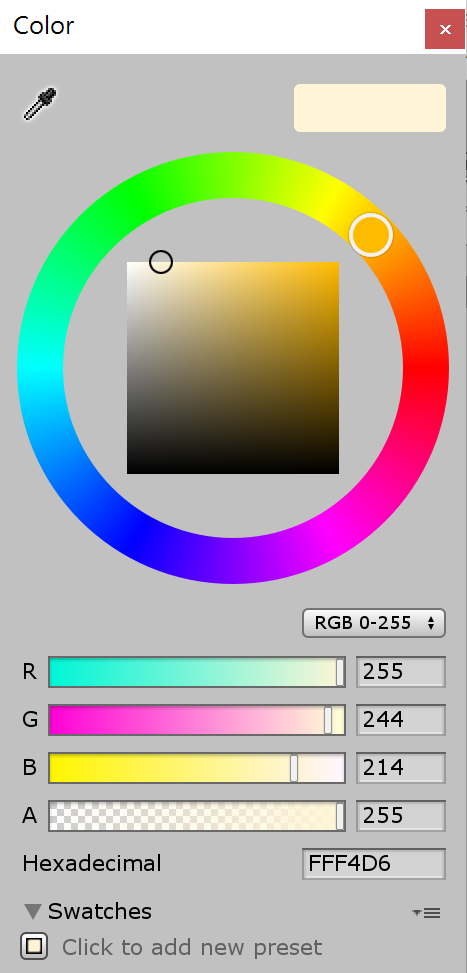 Color
RGB 0-255
R 255
G 244
B 214
A 255
Hexadecimal FFF4D6
Swatches
Click to add new preset